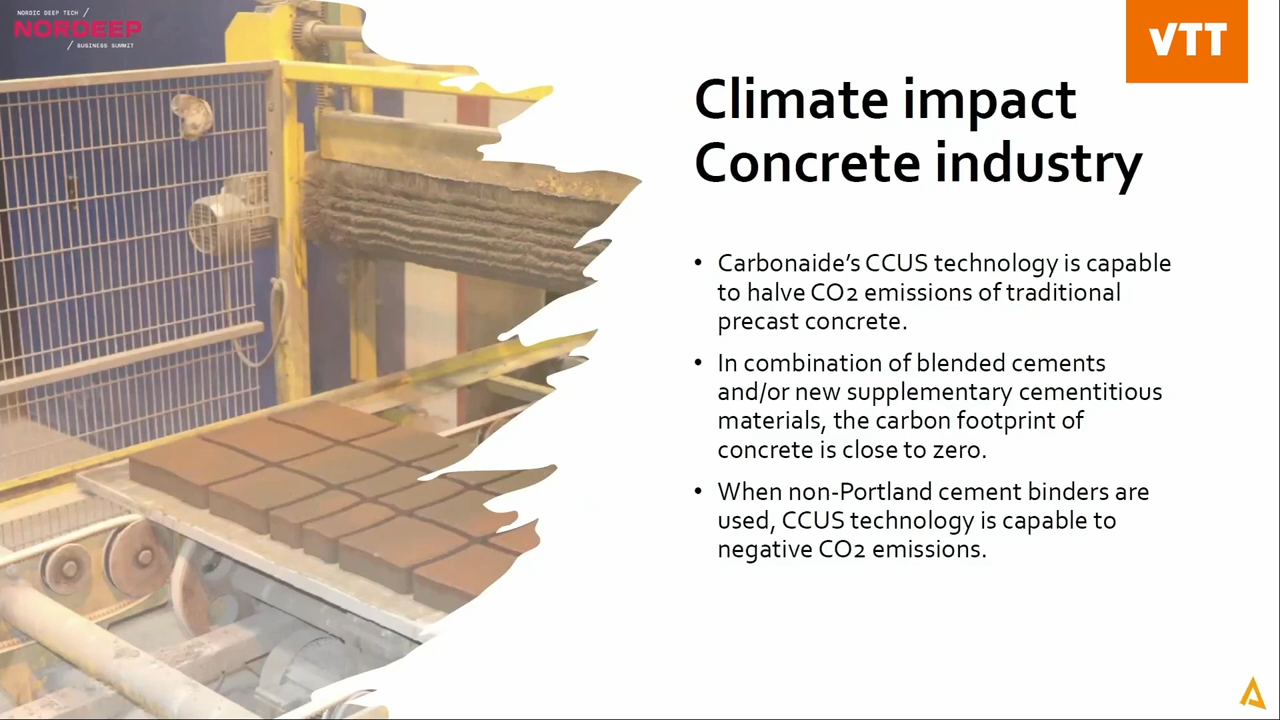 NORDIC DEEP TECH /
NORDEEP
/ BUSINESS SUMMIT
VTT
Climate impact
Concrete industry
• Carbonaide’s CCUS technology is capable
to halve CO2 emissions of traditional
precast concrete.
• In combination of blended cements
and/or new supplementary cementitious
materials, the carbon footprint of
concrete is close to zero.
• When non-Portland cement binders are
used, CCUS technology is capable to
negative CO2 emissions.